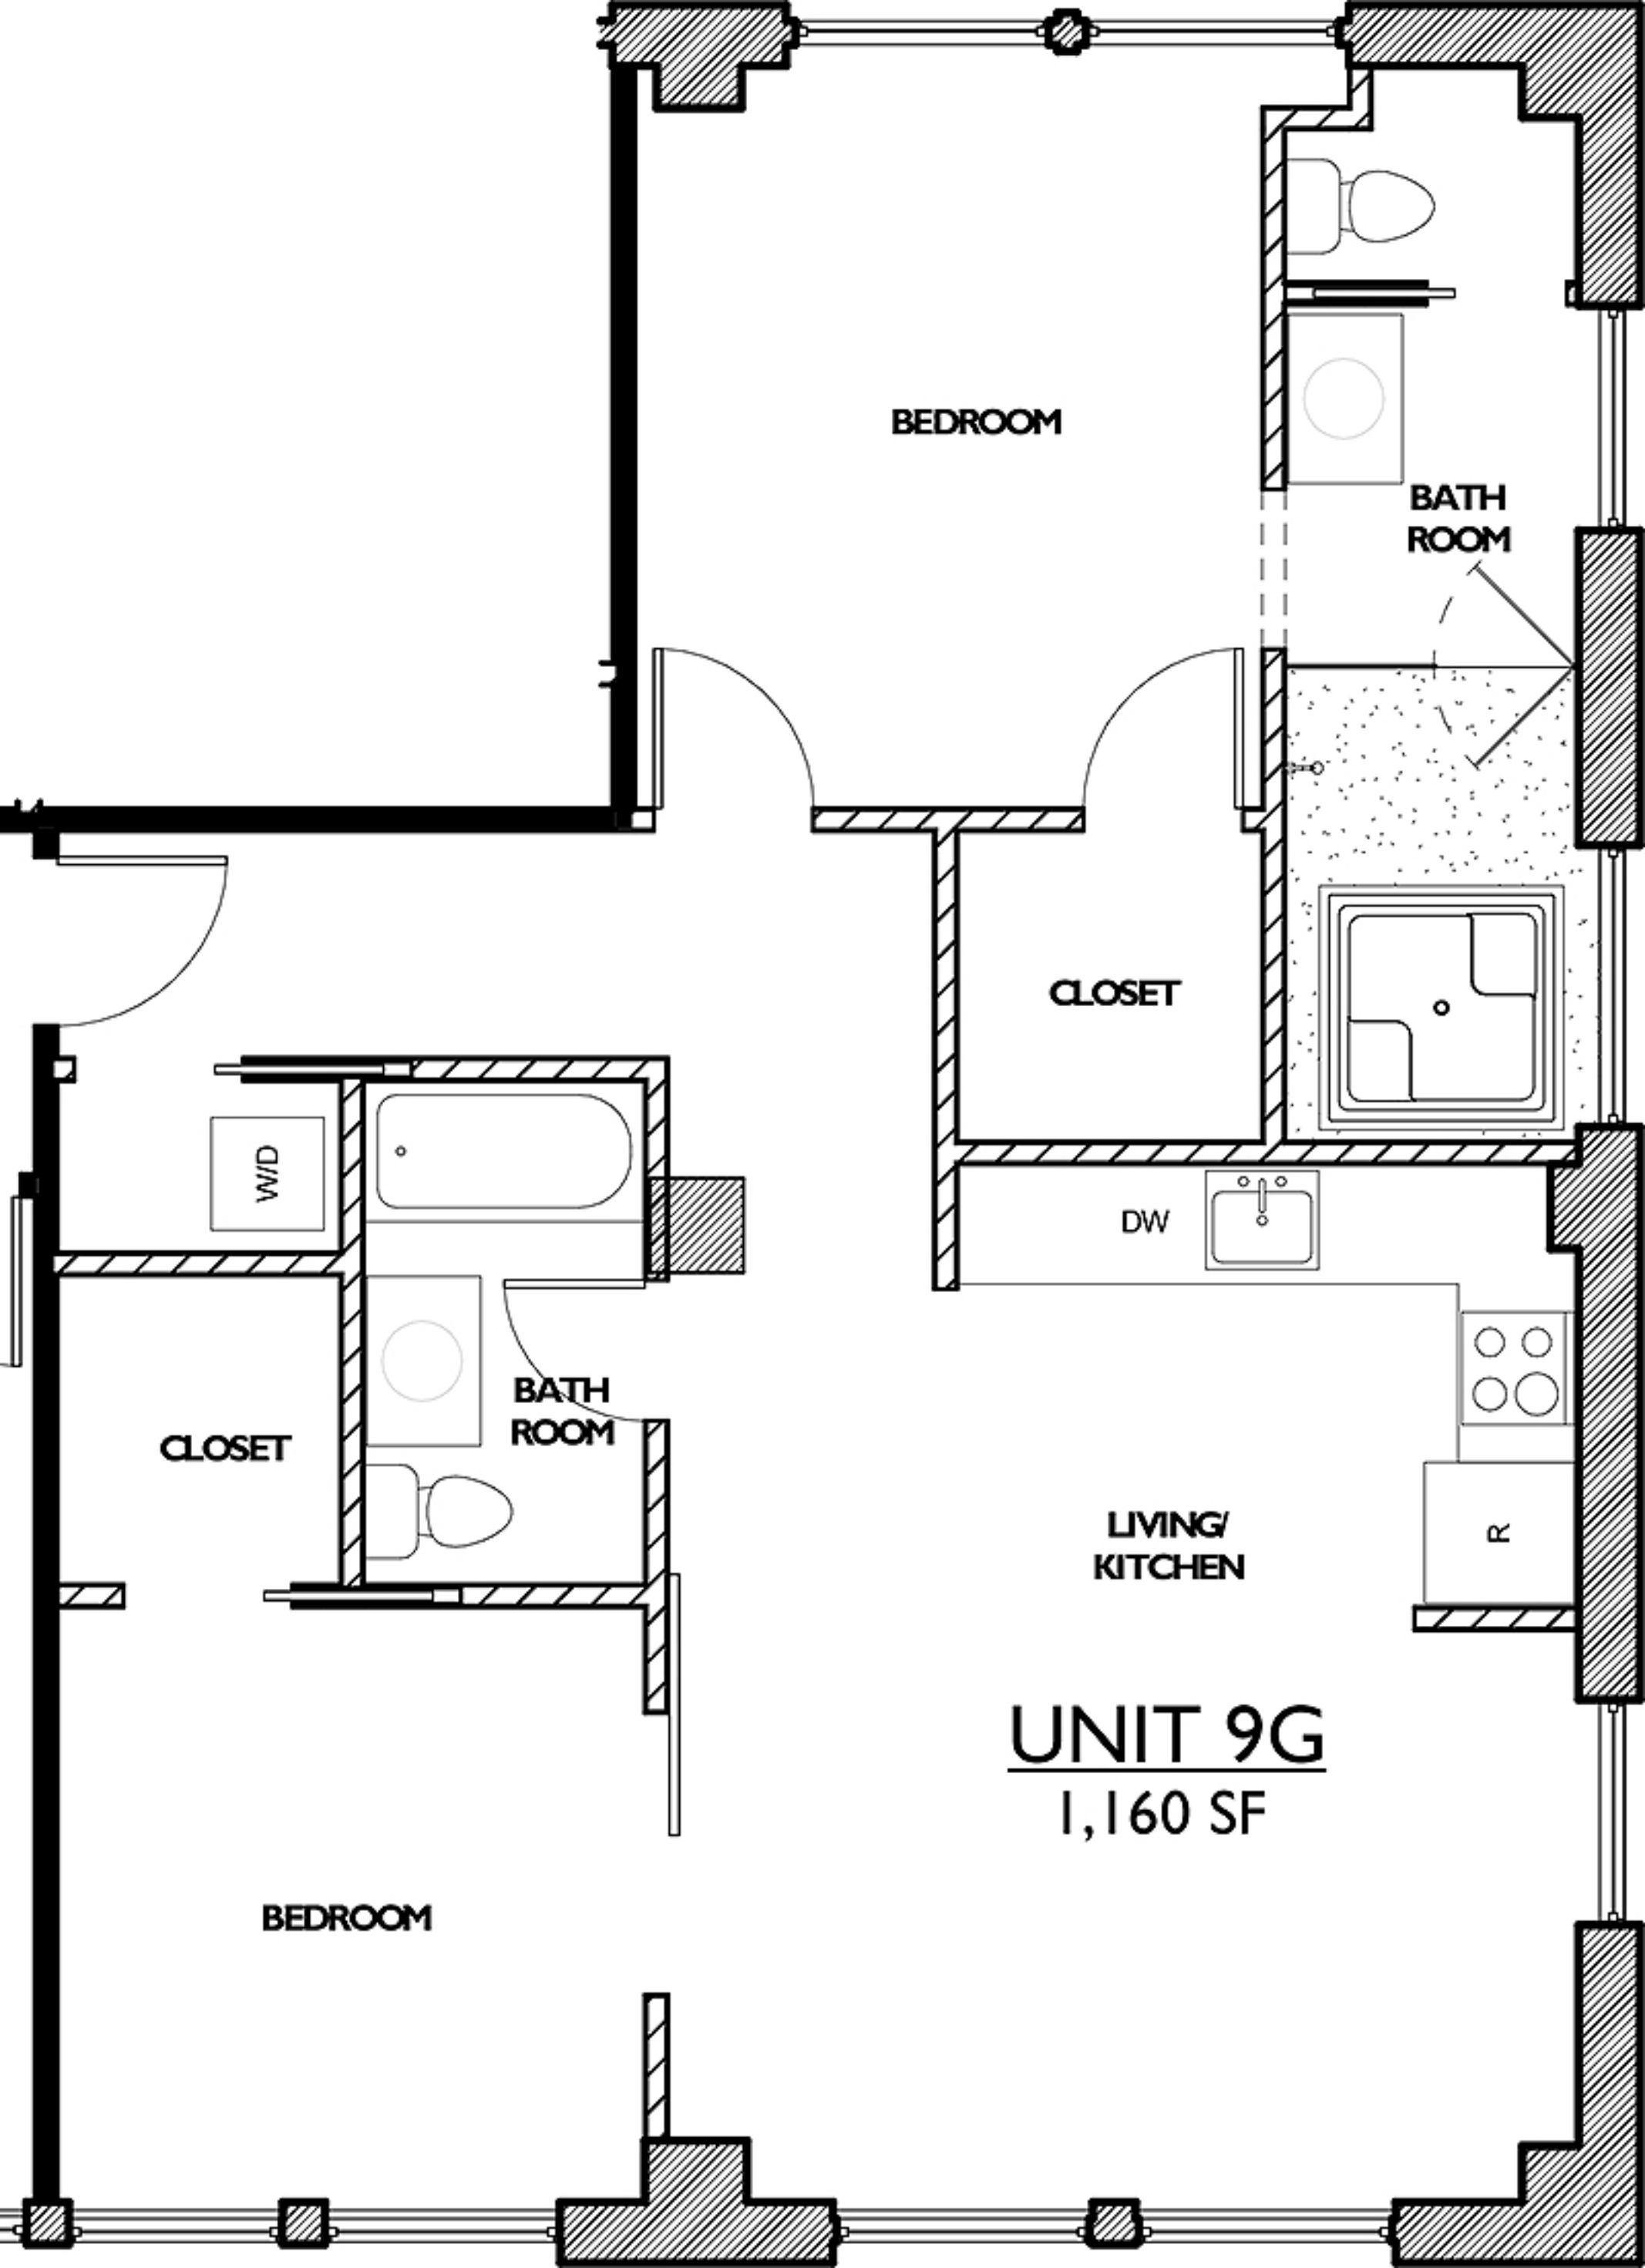 BEDROOM
BATH
ROOM
CLOSET
W/D
DW
BATH
ROOM
CLOSET
LIVING/
KITCHEN
R
UNIT 9G
1,160 SF
BEDROOM